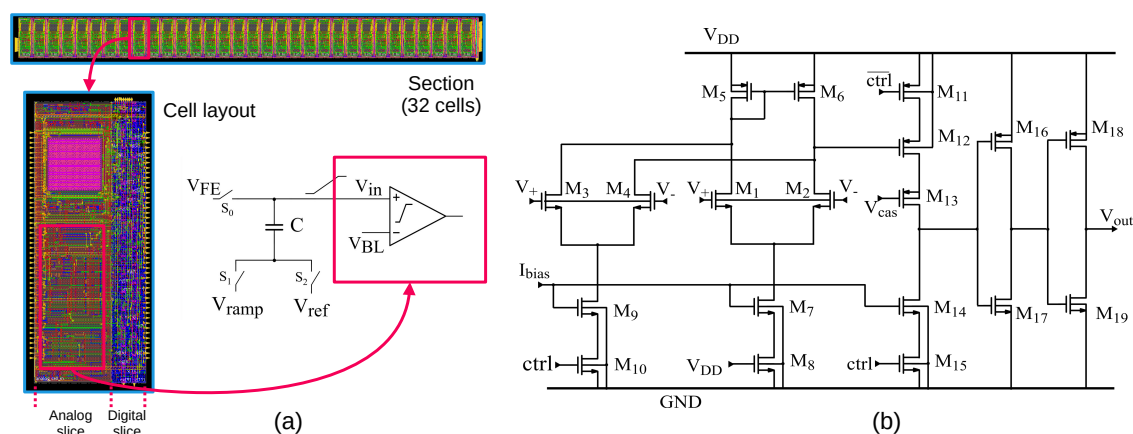 Section
(32 cells)
Cell layout
V_FE
S_0
V_in
+
C
V_BL
−
S_1
S_2
V_ramp
V_ref
Analog
slice
Digital
slice
(a)
V_DD
M_5
M_6
ctrl̅
M_11
M_12
M_16
M_18
V_+
M_3
M_4
V_-
V_+
M_1
M_2
V_-
M_13
V_cas
V_out
I_bias
M_9
M_7
M_14
M_17
M_19
ctrl
M_10
V_DD
M_8
ctrl
M_15
GND
(b)